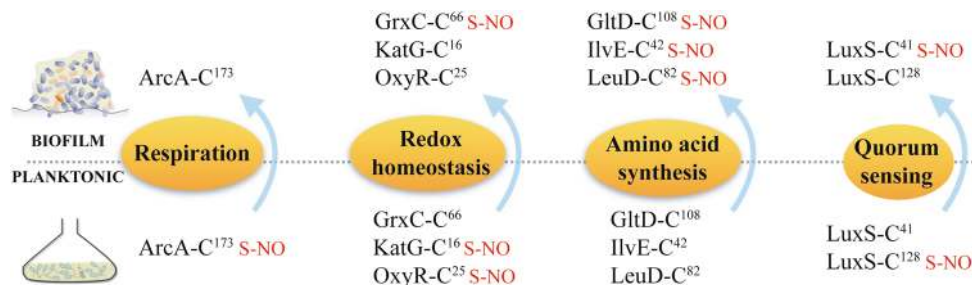 GrxC-C⁶⁶ S-NO
KatG-C¹⁶
OxyR-C²⁵
GltD-C¹⁰⁸ S-NO
IlvE-C⁴² S-NO
LeuD-C⁸² S-NO
ArcA-C¹⁷³
LuxS-C⁴¹ S-NO
LuxS-C¹²⁸
BIOFILM
PLANKTONIC
Respiration
Redox
homeostasis
Amino acid
synthesis
Quorum
sensing
ArcA-C¹⁷³ S-NO
GrxC-C⁶⁶
KatG-C¹⁶ S-NO
OxyR-C²⁵ S-NO
GltD-C¹⁰⁸
IlvE-C⁴²
LeuD-C⁸²
LuxS-C⁴¹
LuxS-C¹²⁸ S-NO